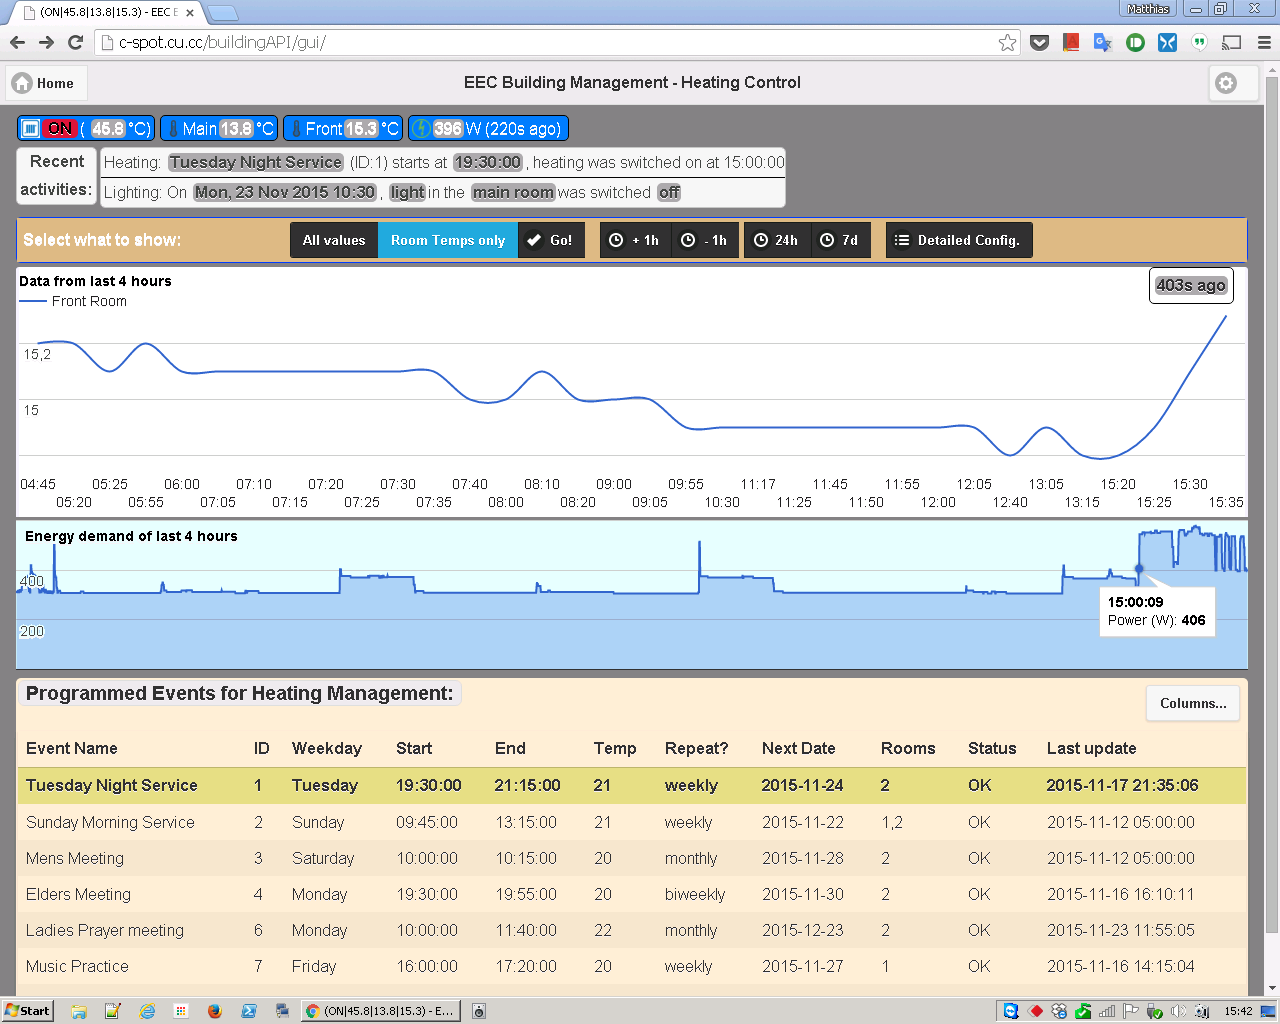 (ON|45.8|13.8|15.3) - EEC E
Matthias
c-spot.cu.cc/buildingAPI/gui/
Home
EEC Building Management - Heating Control
ON ( 45.8 °C)
Main 13.8 °C
Front 15.3 °C
396 W (220s ago)
Recent activities:
Heating: Tuesday Night Service (ID:1) starts at 19:30:00 , heating was switched on at 15:00:00
Lighting: On Mon, 23 Nov 2015 10:30 , light in the main room was switched off
Select what to show:
All values
Room Temps only
Go!
+ 1h
- 1h
24h
7d
Detailed Config.
Data from last 4 hours
403s ago
Front Room
15,2
15
04:45 05:25 06:00 07:10 07:20 07:30 07:40 08:10 09:00 09:55 11:17 11:45 11:55 12:05 13:05 15:20 15:30
05:20 05:55 07:05 07:15 07:25 07:35 08:00 08:20 09:05 10:30 11:25 11:50 12:00 12:40 13:15 15:25 15:35
Energy demand of last 4 hours
400
200
15:00:09
Power (W): 406
Programmed Events for Heating Management:
Columns...
Event Name ID Weekday Start End Temp Repeat? Next Date Rooms Status Last update
Tuesday Night Service 1 Tuesday 19:30:00 21:15:00 21 weekly 2015-11-24 2 OK 2015-11-17 21:35:06
Sunday Morning Service 2 Sunday 09:45:00 13:15:00 21 weekly 2015-11-22 1,2 OK 2015-11-12 05:00:00
Mens Meeting 3 Saturday 10:00:00 10:15:00 20 monthly 2015-11-28 2 OK 2015-11-12 05:00:00
Elders Meeting 4 Monday 19:30:00 19:55:00 20 biweekly 2015-11-30 2 OK 2015-11-16 16:10:11
Ladies Prayer meeting 6 Monday 10:00:00 11:40:00 22 monthly 2015-12-23 2 OK 2015-11-23 11:55:05
Music Practice 7 Friday 16:00:00 17:20:00 20 weekly 2015-11-27 1 OK 2015-11-16 14:15:04
Start
(ON|45.8|13.8|15.3) - E...
15:42